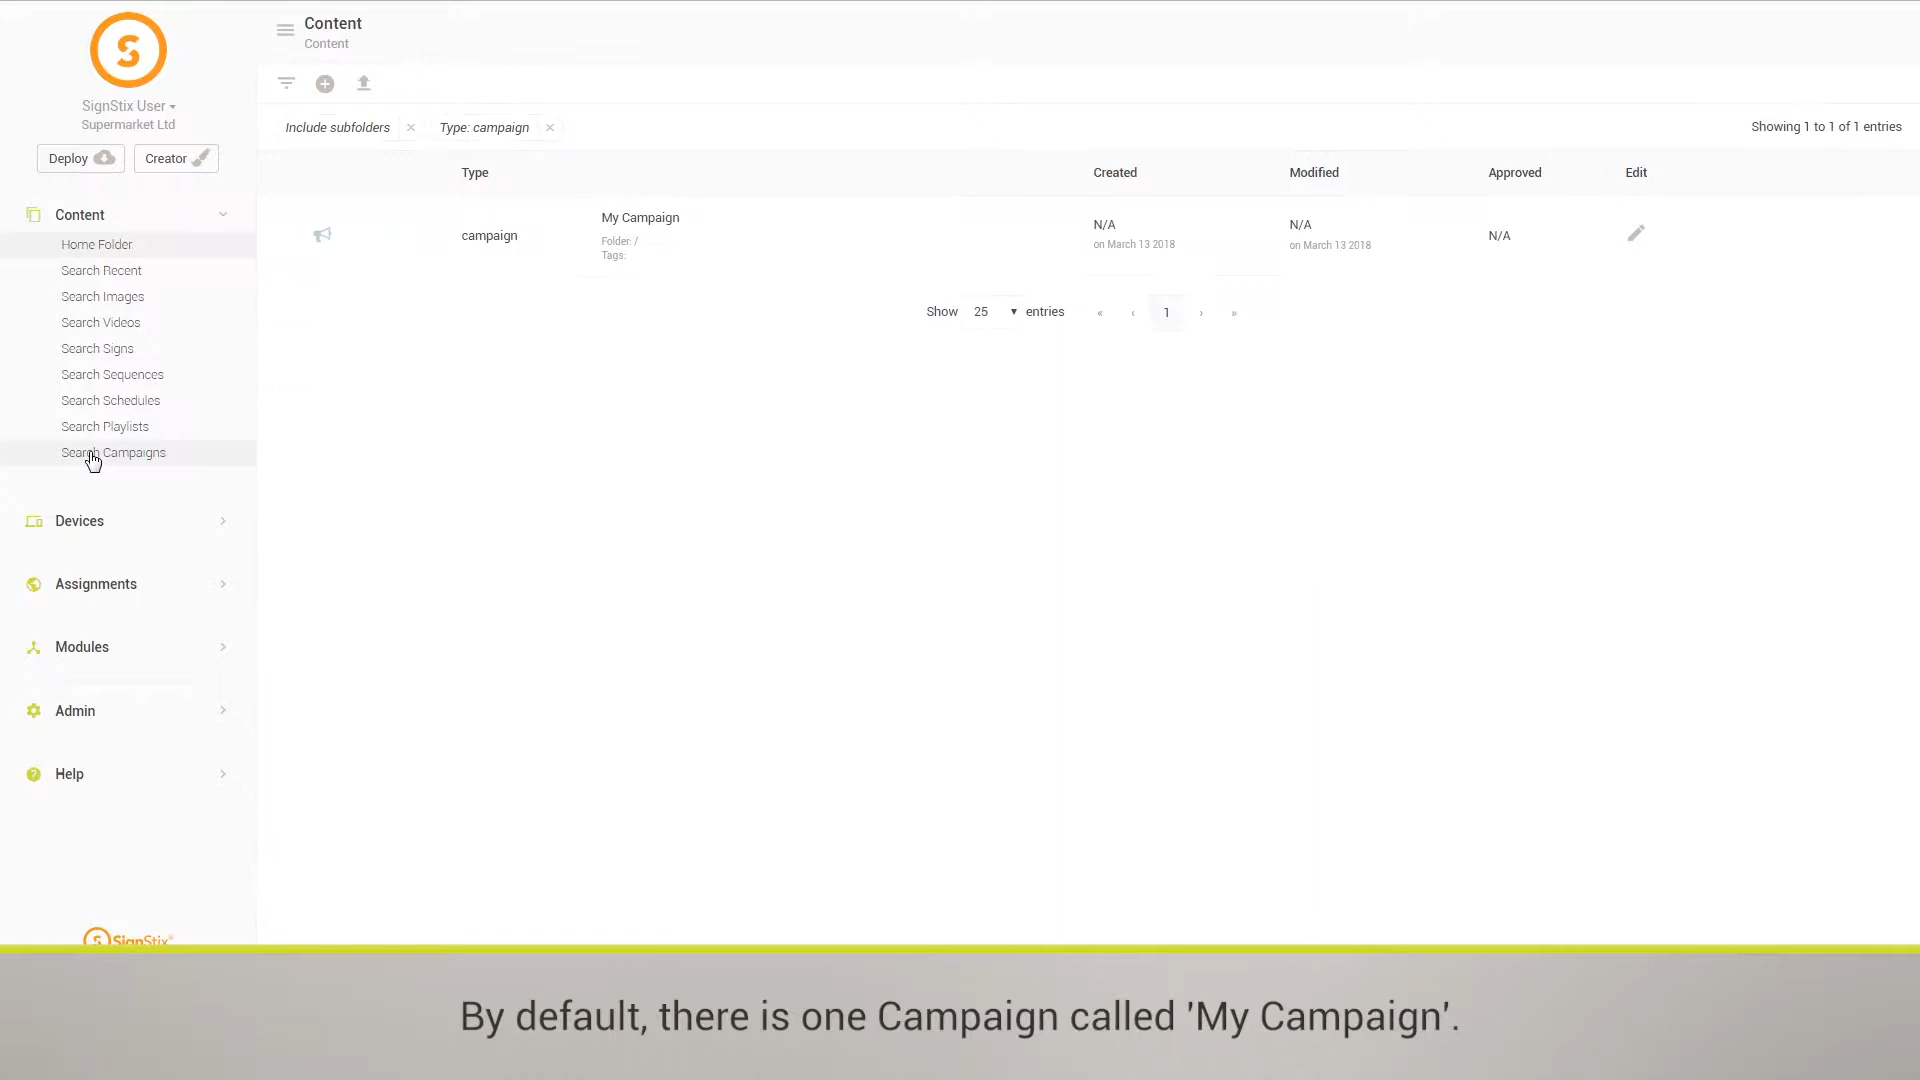 Content
Content
SignStix User
Supermarket Ltd
Deploy
Creator
Include subfolders ×
Type: campaign ×
Showing 1 to 1 of 1 entries
Type
Created
Modified
Approved
Edit
campaign
My Campaign
Folder: /
Tags:
N/A
on March 13 2018
N/A
on March 13 2018
N/A
Show 25 entries « ‹ 1 › »
Content
Home Folder
Search Recent
Search Images
Search Videos
Search Signs
Search Sequences
Search Schedules
Search Playlists
Search Campaigns
Devices
Assignments
Modules
Admin
Help
SignStix®
By default, there is one Campaign called 'My Campaign'.